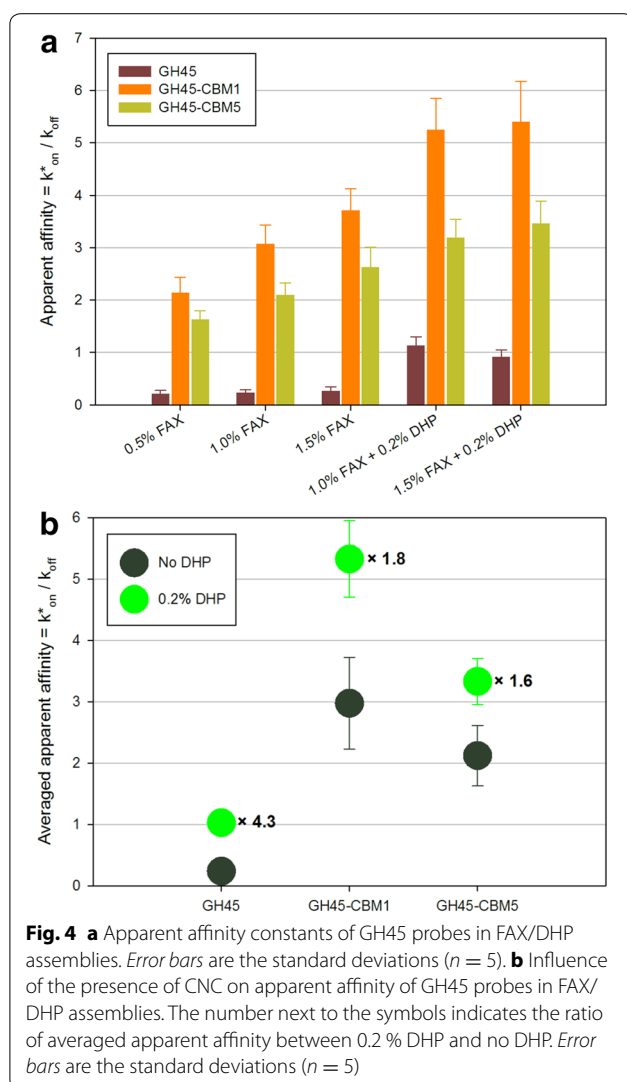 a
7
6
5
4
3
2
1
0
Apparent affinity = k*on / koff
GH45
GH45-CBM1
GH45-CBM5
0.5% FAX
1.0% FAX
1.5% FAX
1.0% FAX + 0.2% DHP
1.5% FAX + 0.2% DHP
b
6
5
4
3
2
1
0
Averaged apparent affinity = k*on / koff
No DHP
0.2% DHP
× 4.3
× 1.8
× 1.6
GH45
GH45-CBM1
GH45-CBM5
Fig. 4 a Apparent affinity constants of GH45 probes in FAX/DHP
assemblies. Error bars are the standard deviations (n = 5). b Influence
of the presence of CNC on apparent affinity of GH45 probes in FAX/
DHP assemblies. The number next to the symbols indicates the ratio
of averaged apparent affinity between 0.2 % DHP and no DHP. Error
bars are the standard deviations (n = 5)